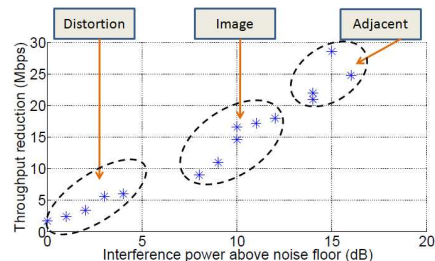 Distortion
Image
Adjacent
Throughput reduction (Mbps)
30
25
20
15
10
5
0
0
5
10
15
20
Interference power above noise floor (dB)